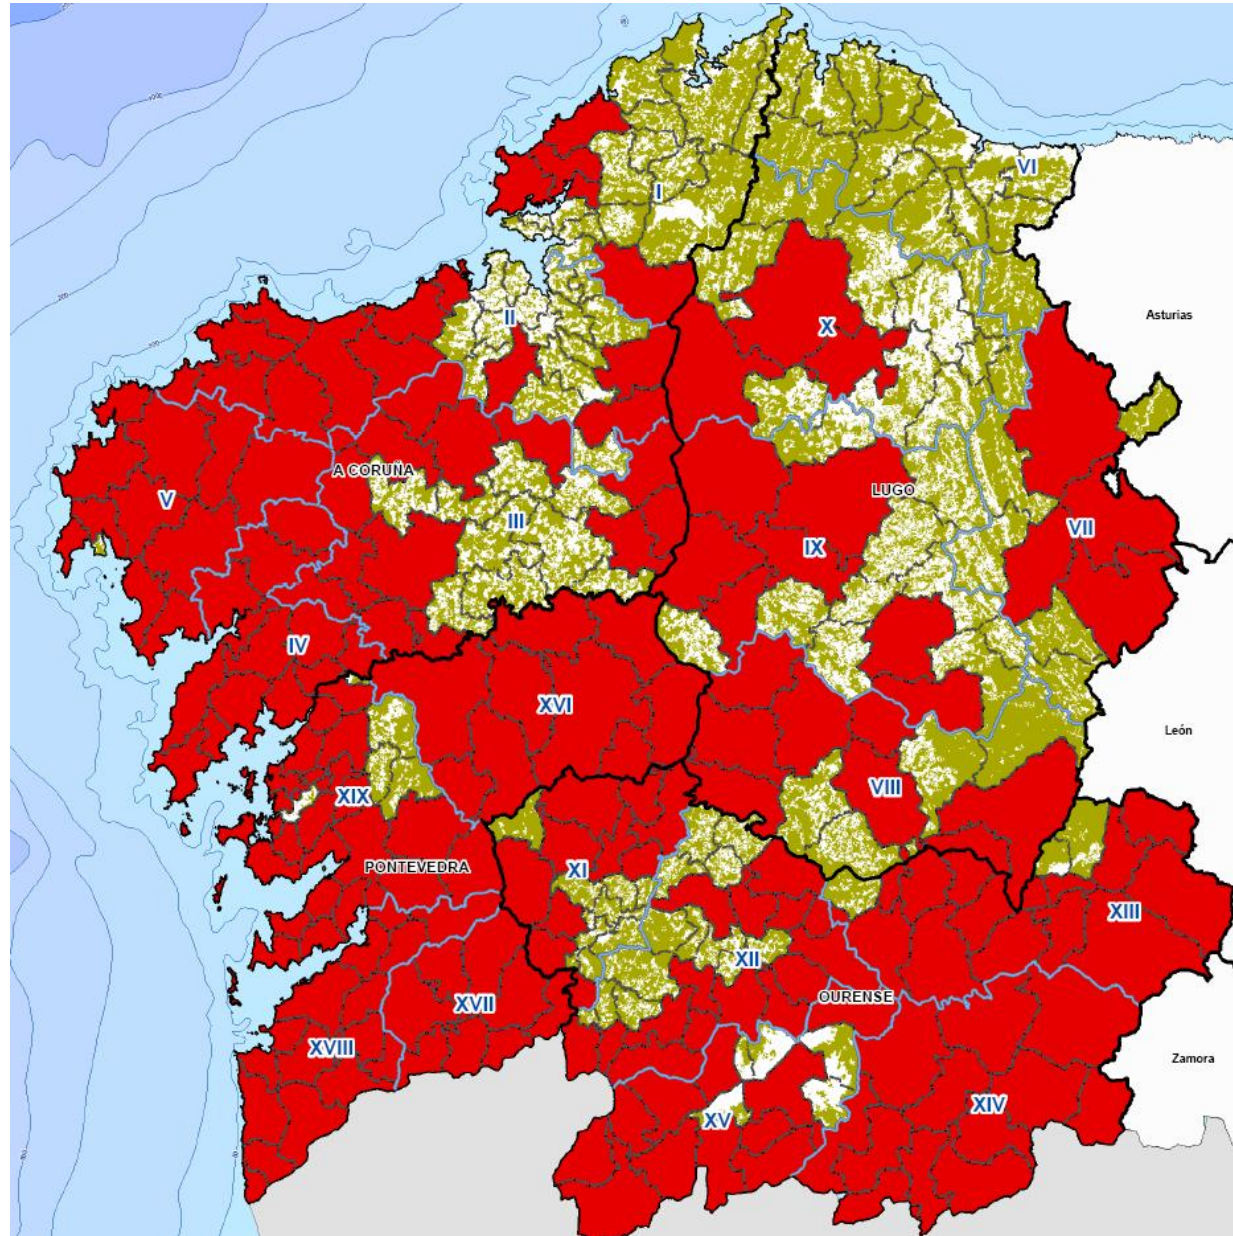 VI
I
Asturias
II
X
A CORUÑA
LUGO
V
III
VII
IX
IV
XVI
León
XIX
VIII
PONTEVEDRA
XI
XIII
XII
OURENSE
XVII
XVIII
Zamora
XIV
XV